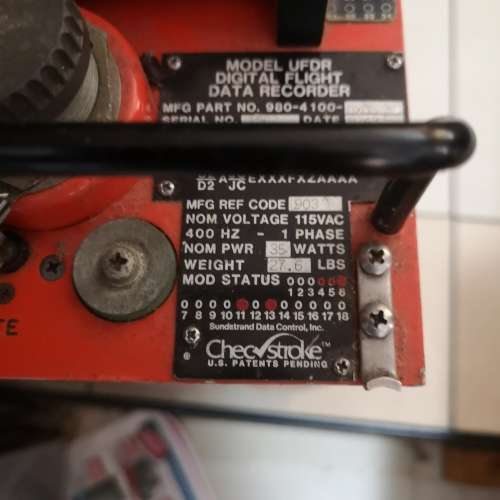 MODEL UFDR
DIGITAL FLIGHT
DATA RECORDER
MFG PART NO. 980-4100-
SERIAL NO. DATE
D2 JC
MFG REF CODE 903
NOM VOLTAGE 115VAC
400 HZ - 1 PHASE
NOM PWR 35 WATTS
WEIGHT 27.6 LBS
MOD STATUS 000
1 2 3 4 5 6
7 8 9 10 11 12 13 14 15 16 17 18
Sundstrand Data Control, Inc.
Checstroke™
U.S. PATENTS PENDING
®